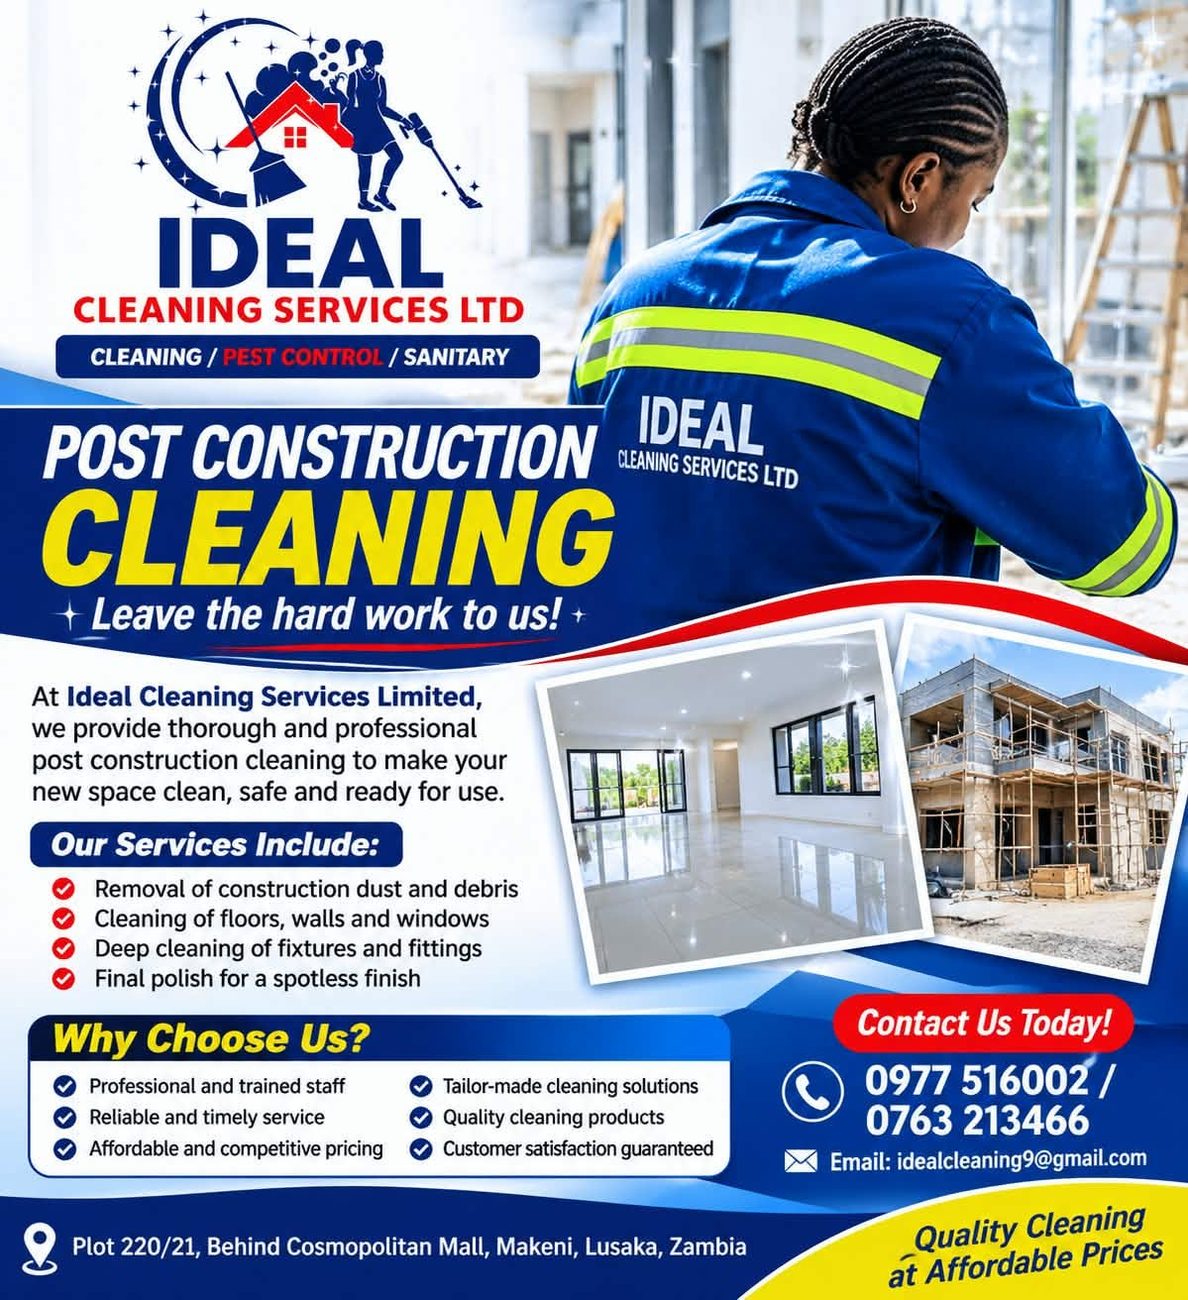 IDEAL
CLEANING SERVICES LTD
CLEANING / PEST CONTROL / SANITARY
IDEAL
CLEANING SERVICES LTD
POST CONSTRUCTION
CLEANING
Leave the hard work to us!
At Ideal Cleaning Services Limited,
we provide thorough and professional
post construction cleaning to make your
new space clean, safe and ready for use.
Our Services Include:
Removal of construction dust and debris
Cleaning of floors, walls and windows
Deep cleaning of fixtures and fittings
Final polish for a spotless finish
Why Choose Us?
Professional and trained staff
Reliable and timely service
Affordable and competitive pricing
Tailor-made cleaning solutions
Quality cleaning products
Customer satisfaction guaranteed
Contact Us Today!
0977 516002 /
0763 213466
Email: idealcleaning9@gmail.com
Plot 220/21, Behind Cosmopolitan Mall, Makeni, Lusaka, Zambia
Quality Cleaning
at Affordable Prices